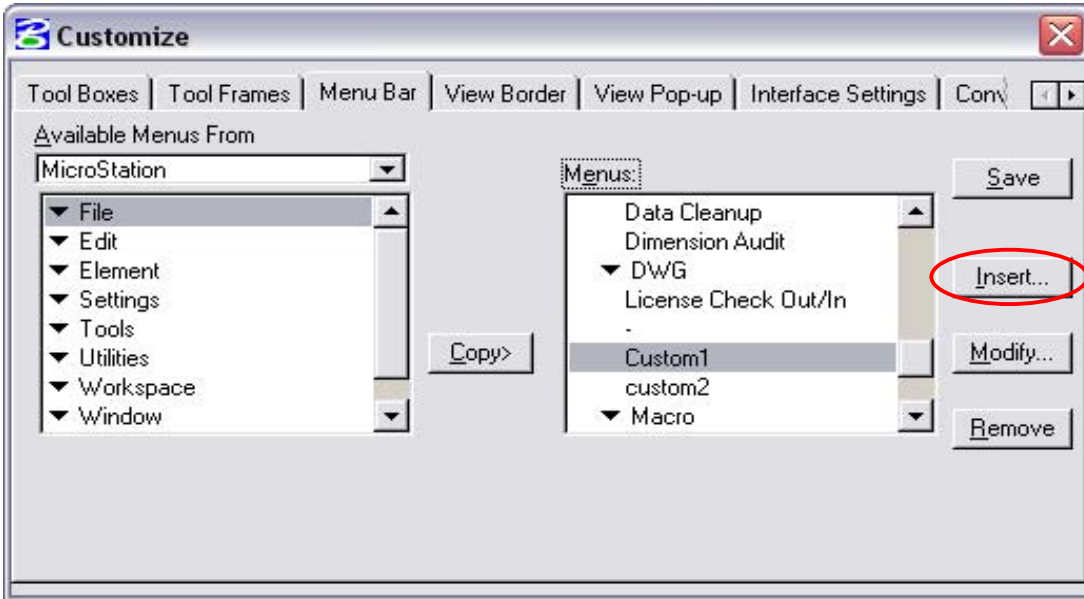 Customize
Tool Boxes Tool Frames Menu Bar View Border View Pop-up Interface Settings Conv
Available Menus From
MicroStation
File
Edit
Element
Settings
Tools
Utilities
Workspace
Window
Copy>
Menus:
Data Cleanup
Dimension Audit
DWG
License Check Out/In
-
Custom1
custom2
Macro
Save
Insert...
Modify...
Remove